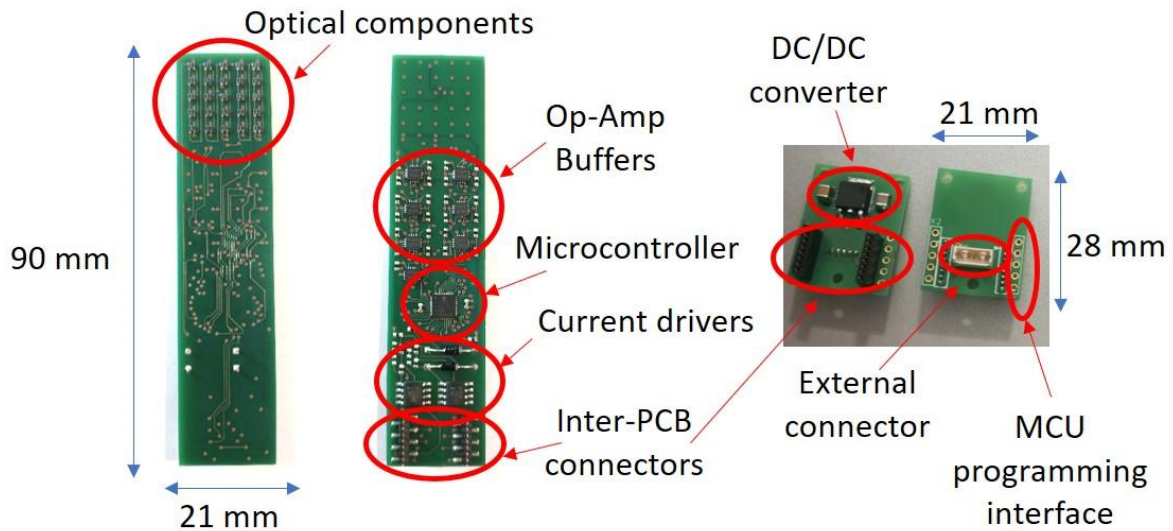 Optical components
90 mm
21 mm
Op-Amp
Buffers
Microcontroller
Current drivers
Inter-PCB
connectors
DC/DC
converter
21 mm
28 mm
External
connector
MCU
programming
interface